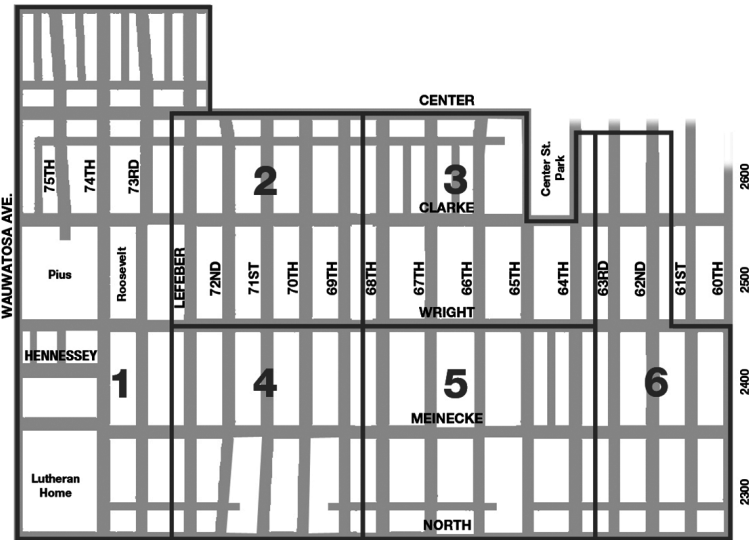 CENTER
75TH
74TH
73RD
2
3
Center St.
Park
2600
CLARKE
WAUWATOSA AVE.
Pius
Roosevelt
LEFEBER
72ND
71ST
70TH
69TH
68TH
67TH
66TH
65TH
64TH
63RD
62ND
61ST
60TH
2500
WRIGHT
HENNESSEY
1
4
5
6
2400
MEINECKE
Lutheran
Home
2300
NORTH